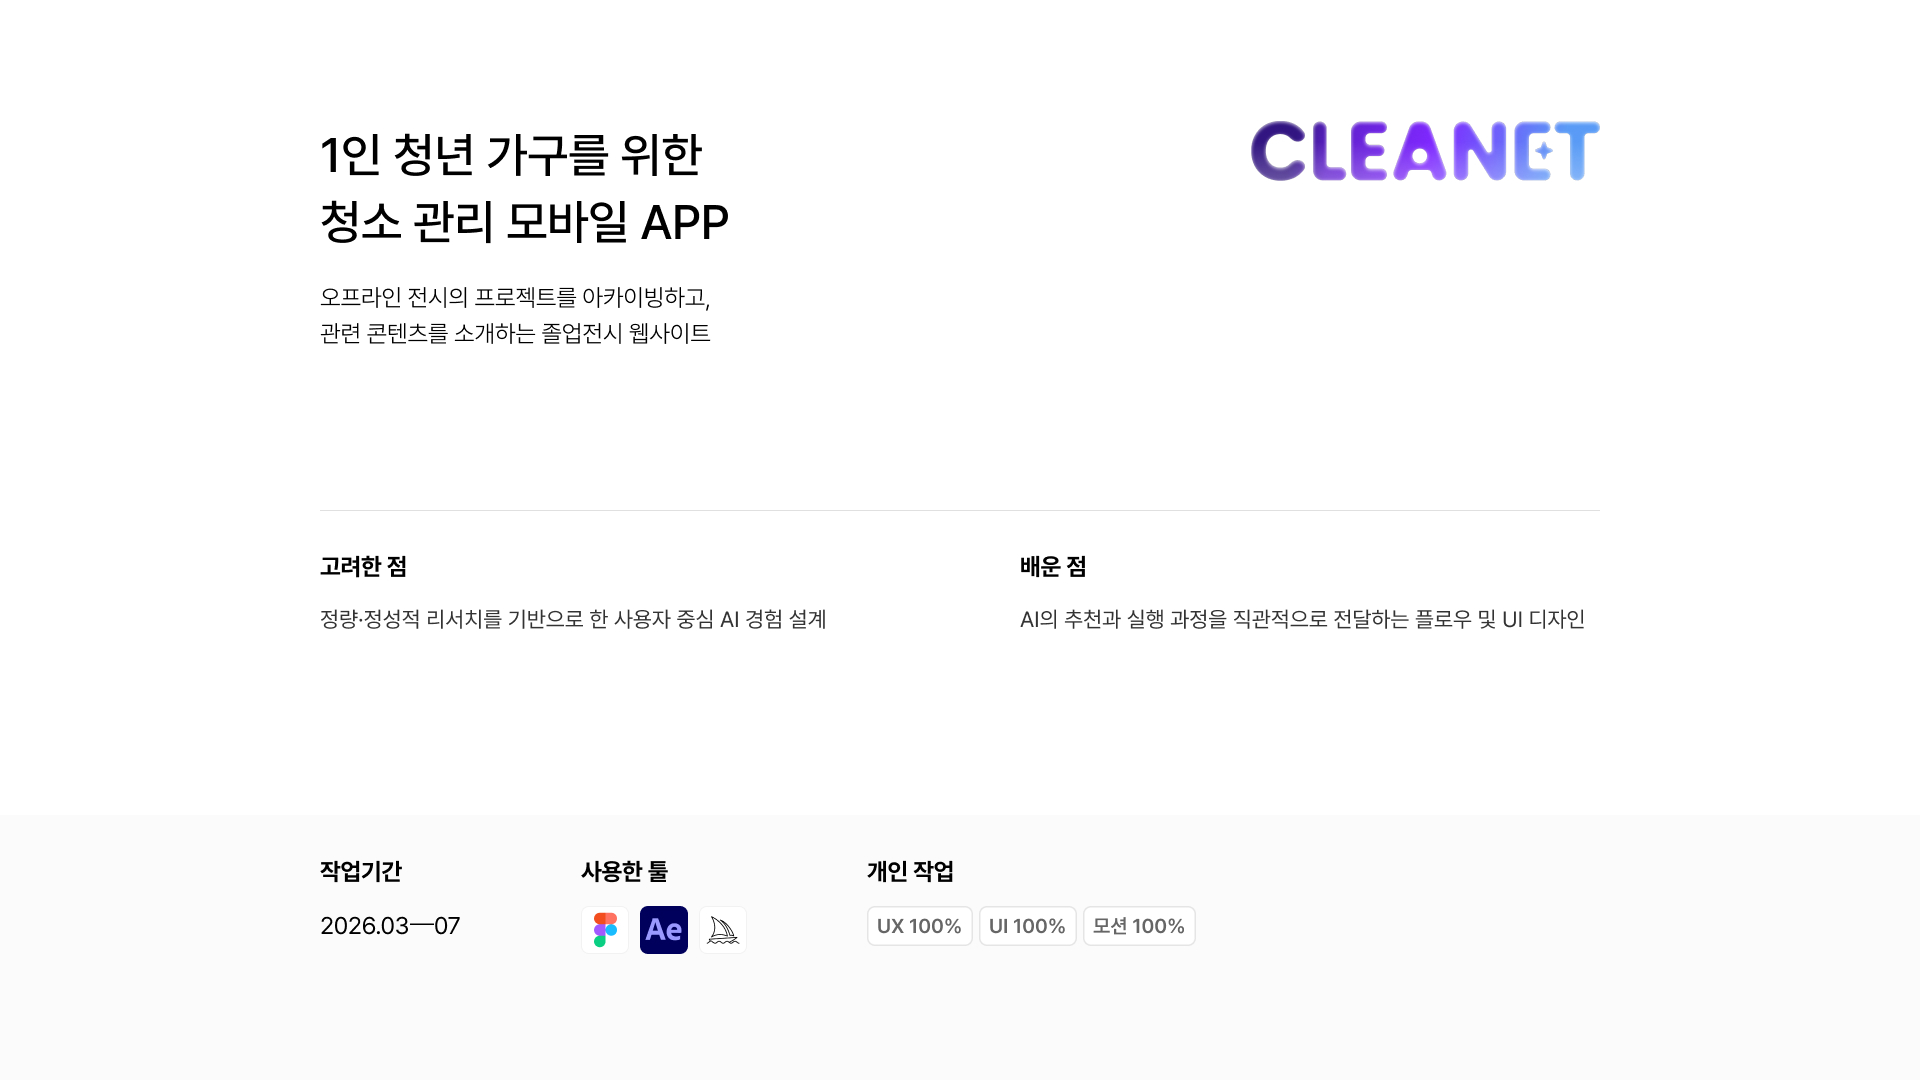 1인 청년 가구를 위한
청소 관리 모바일 APP
CLEANET
오프라인 전시의 프로젝트를 아카이빙하고,
관련 콘텐츠를 소개하는 졸업전시 웹사이트
고려한 점
정량·정성적 리서치를 기반으로 한 사용자 중심 AI 경험 설계
배운 점
AI의 추천과 실행 과정을 직관적으로 전달하는 플로우 및 UI 디자인
작업기간
2026.03—07
사용한 툴
Ae
개인 작업
UX 100%
UI 100%
모션 100%